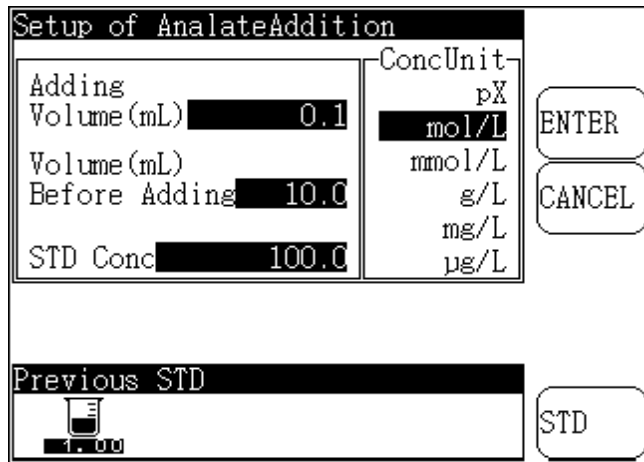 Setup of AnalateAddition
Adding
Volume(mL) 0.1
Volume(mL)
Before Adding 10.0
STD Conc 100.0
ConcUnit
pX
mol/L
mmol/L
g/L
mg/L
µg/L
ENTER
CANCEL
Previous STD
1.00
STD